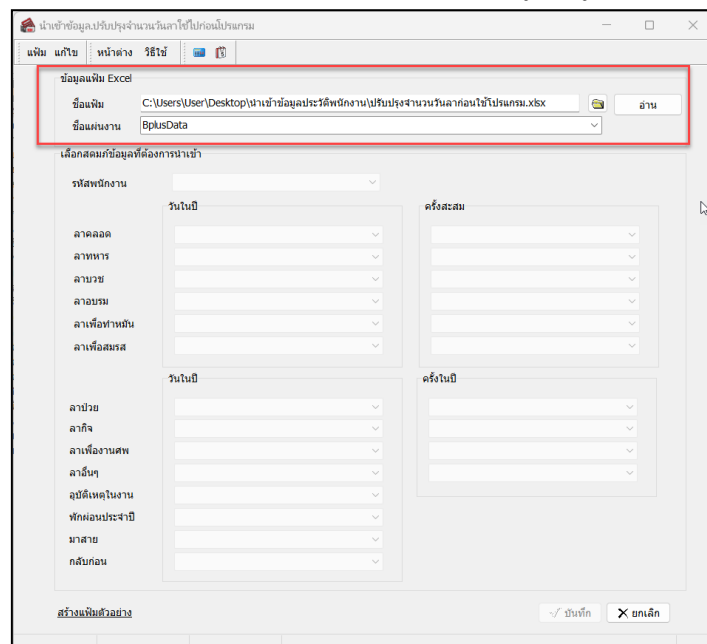 นำเข้าข้อมูล.ปรับปรุงจำนวนวันลาใช้ไปก่อนโปรแกรม
แฟ้ม แก้ไข หน้าต่าง วิธีใช้
ข้อมูลแฟ้ม Excel
ชื่อแฟ้ม C:\Users\User\Desktop\นำเข้าข้อมูลประวัติพนักงาน\ปรับปรุงจำนวนวันลาก่อนใช้โปรแกรม.xlsx อ่าน
ชื่อแผ่นงาน BplusData
เลือกสดมภ์ข้อมูลที่ต้องการนำเข้า
รหัสพนักงาน
วันในปี ครั้งสะสม
ลาคลอด
ลาทหาร
ลาบวช
ลาอบรม
ลาเพื่อทำหมัน
ลาเพื่อสมรส
วันในปี ครั้งในปี
ลาป่วย
ลากิจ
ลาเพื่องานศพ
ลาอื่นๆ
อุบัติเหตุในงาน
พักผ่อนประจำปี
มาสาย
กลับก่อน
สร้างแฟ้มตัวอย่าง บันทึก ยกเลิก